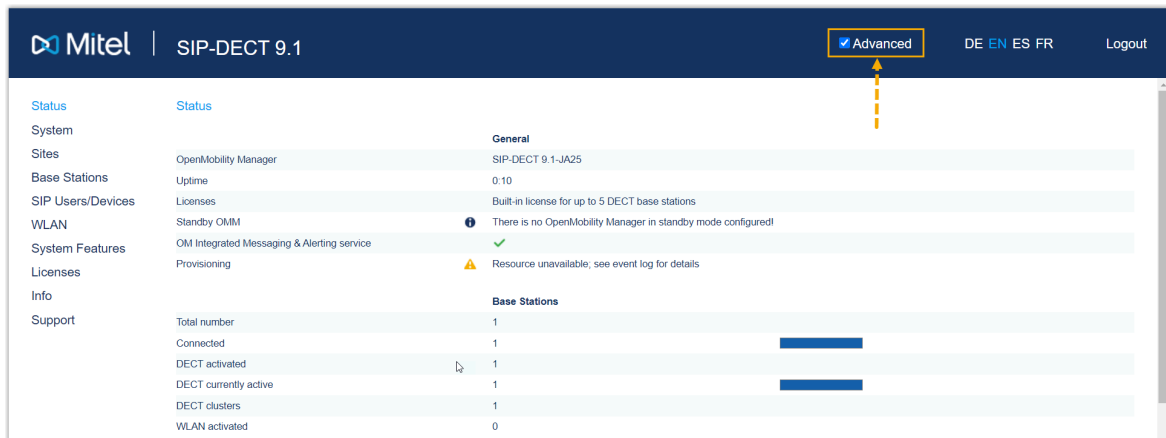 Mitel | SIP-DECT 9.1 Advanced DE EN ES FR Logout
Status
System
Sites
Base Stations
SIP Users/Devices
WLAN
System Features
Licenses
Info
Support
Status
General
OpenMobility Manager SIP-DECT 9.1-JA25
Uptime 0:10
Licenses Built-in license for up to 5 DECT base stations
Standby OMM There is no OpenMobility Manager in standby mode configured!
OM Integrated Messaging & Alerting service
Provisioning Resource unavailable; see event log for details
Base Stations
Total number 1
Connected 1
DECT activated 1
DECT currently active 1
DECT clusters 1
WLAN activated 0